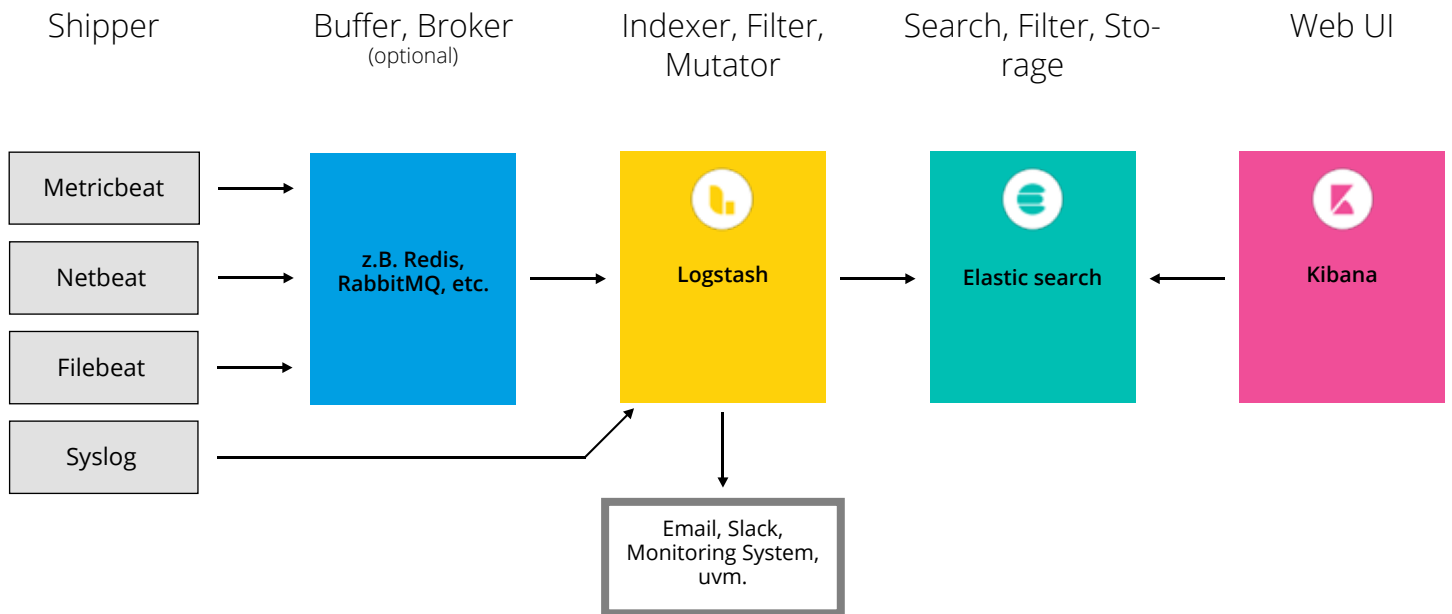 Shipper
Buffer, Broker
(optional)
Indexer, Filter,
Mutator
Search, Filter, Sto-
rage
Web UI
Metricbeat
Netbeat
Filebeat
Syslog
z.B. Redis,
RabbitMQ, etc.
Logstash
Elastic search
Kibana
Email, Slack,
Monitoring System,
uvm.